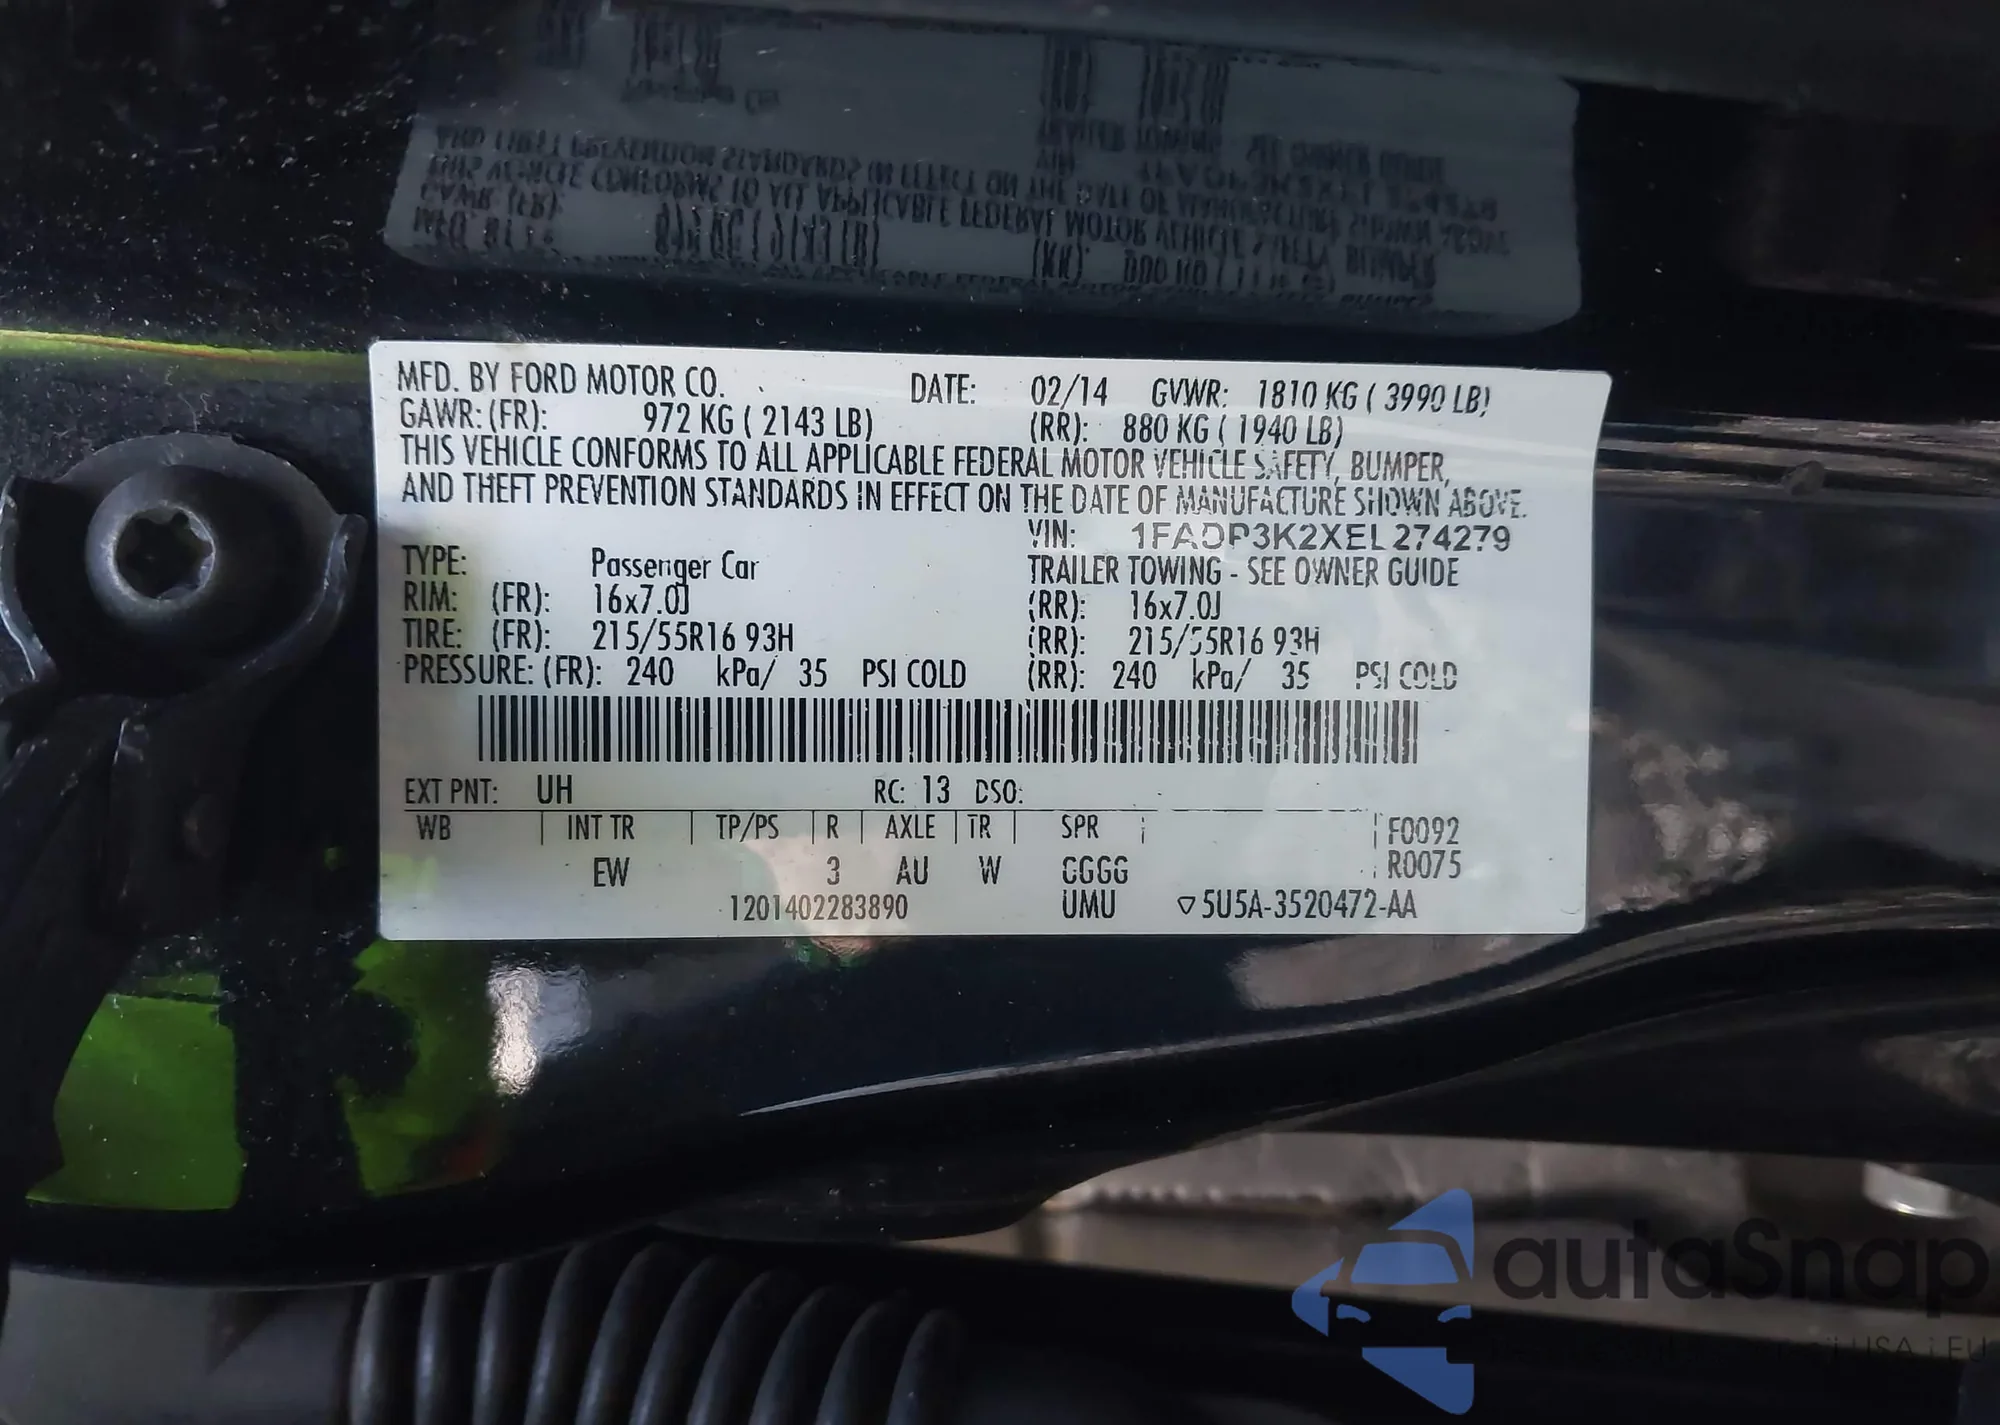 MFD. BY FORD MOTOR CO. DATE: 02/14 GVWR: 1810 KG ( 3990 LB)
GAWR: (FR): 972 KG ( 2143 LB) (RR): 880 KG ( 1940 LB)
THIS VEHICLE CONFORMS TO ALL APPLICABLE FEDERAL MOTOR VEHICLE SAFETY, BUMPER,
AND THEFT PREVENTION STANDARDS IN EFFECT ON THE DATE OF MANUFACTURE SHOWN ABOVE.
VIN: 1FADP3K2XEL274279
TYPE: Passenger Car TRAILER TOWING - SEE OWNER GUIDE
RIM: (FR): 16x7.0J (RR): 16x7.0J
TIRE: (FR): 215/55R16 93H (RR): 215/55R16 93H
PRESSURE: (FR): 240 kPa/ 35 PSI COLD (RR): 240 kPa/ 35 PSI COLD
EXT PNT: UH RC: 13 DSO:
WB | INT TR | TP/PS | R | AXLE | TR | SPR | F0092
EW 3 AU W GGGG R0075
1201402283890 UMU ▽5U5A-3520472-AA
autaSnap
USA i EU